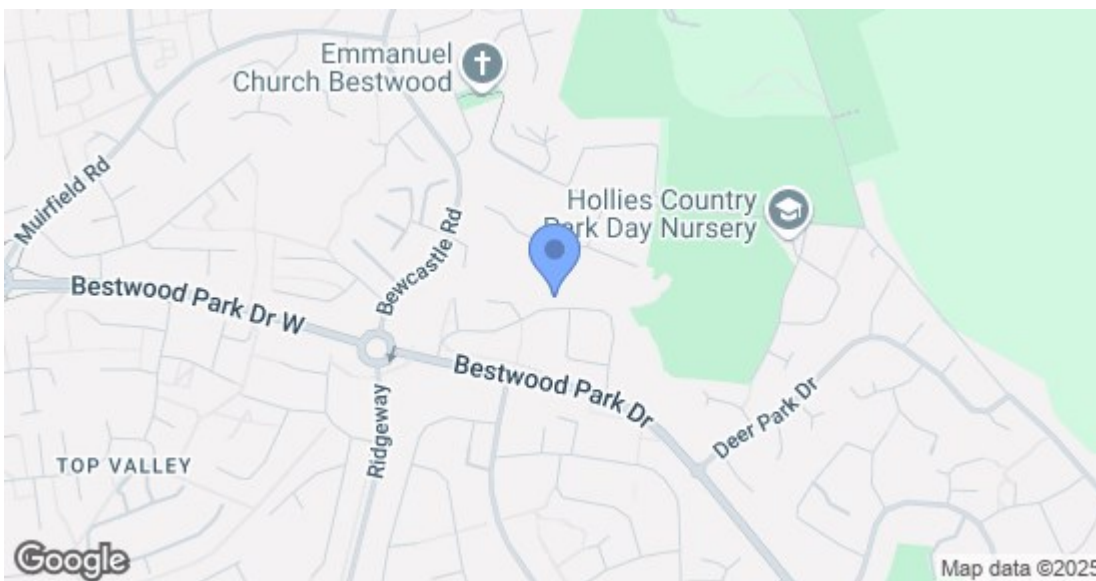 Emmanuel
Church Bestwood
Muirfield Rd
Bewcastle Rd
Hollies Country
Park Day Nursery
Bestwood Park Dr W
Bestwood Park Dr
Ridgeway
Deer Park Dr
TOP VALLEY
Google
Map data ©2025